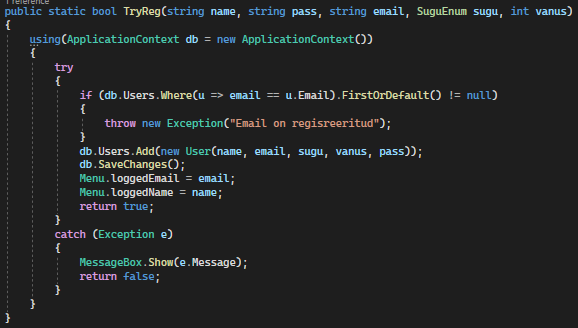 1 reference
public static bool TryReg(string name, string pass, string email, SuguEnum sugu, int vanus)
{
using(ApplicationContext db = new ApplicationContext())
{
try
{
if (db.Users.Where(u => email == u.Email).FirstOrDefault() != null)
{
throw new Exception("Email on regisreeritud");
}
db.Users.Add(new User(name, email, sugu, vanus, pass));
db.SaveChanges();
Menu.loggedEmail = email;
Menu.loggedName = name;
return true;
}
catch (Exception e)
{
MessageBox.Show(e.Message);
return false;
}
}
}